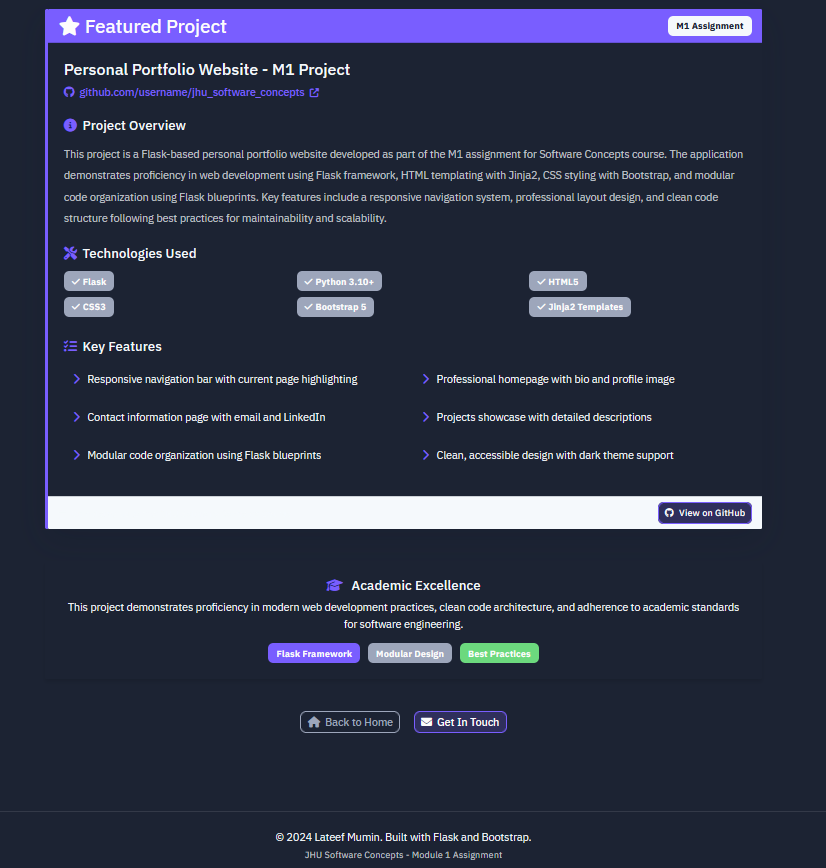 Featured Project
M1 Assignment
Personal Portfolio Website - M1 Project
github.com/username/jhu_software_concepts
Project Overview
This project is a Flask-based personal portfolio website developed as part of the M1 assignment for Software Concepts course. The application
demonstrates proficiency in web development using Flask framework, HTML templating with Jinja2, CSS styling with Bootstrap, and modular
code organization using Flask blueprints. Key features include a responsive navigation system, professional layout design, and clean code
structure following best practices for maintainability and scalability.
Technologies Used
Flask
Python 3.10+
HTML5
CSS3
Bootstrap 5
Jinja2 Templates
Key Features
Responsive navigation bar with current page highlighting
Professional homepage with bio and profile image
Contact information page with email and LinkedIn
Projects showcase with detailed descriptions
Modular code organization using Flask blueprints
Clean, accessible design with dark theme support
View on GitHub
Academic Excellence
This project demonstrates proficiency in modern web development practices, clean code architecture, and adherence to academic standards
for software engineering.
Flask Framework
Modular Design
Best Practices
Back to Home
Get In Touch
© 2024 Lateef Mumin. Built with Flask and Bootstrap.
JHU Software Concepts - Module 1 Assignment